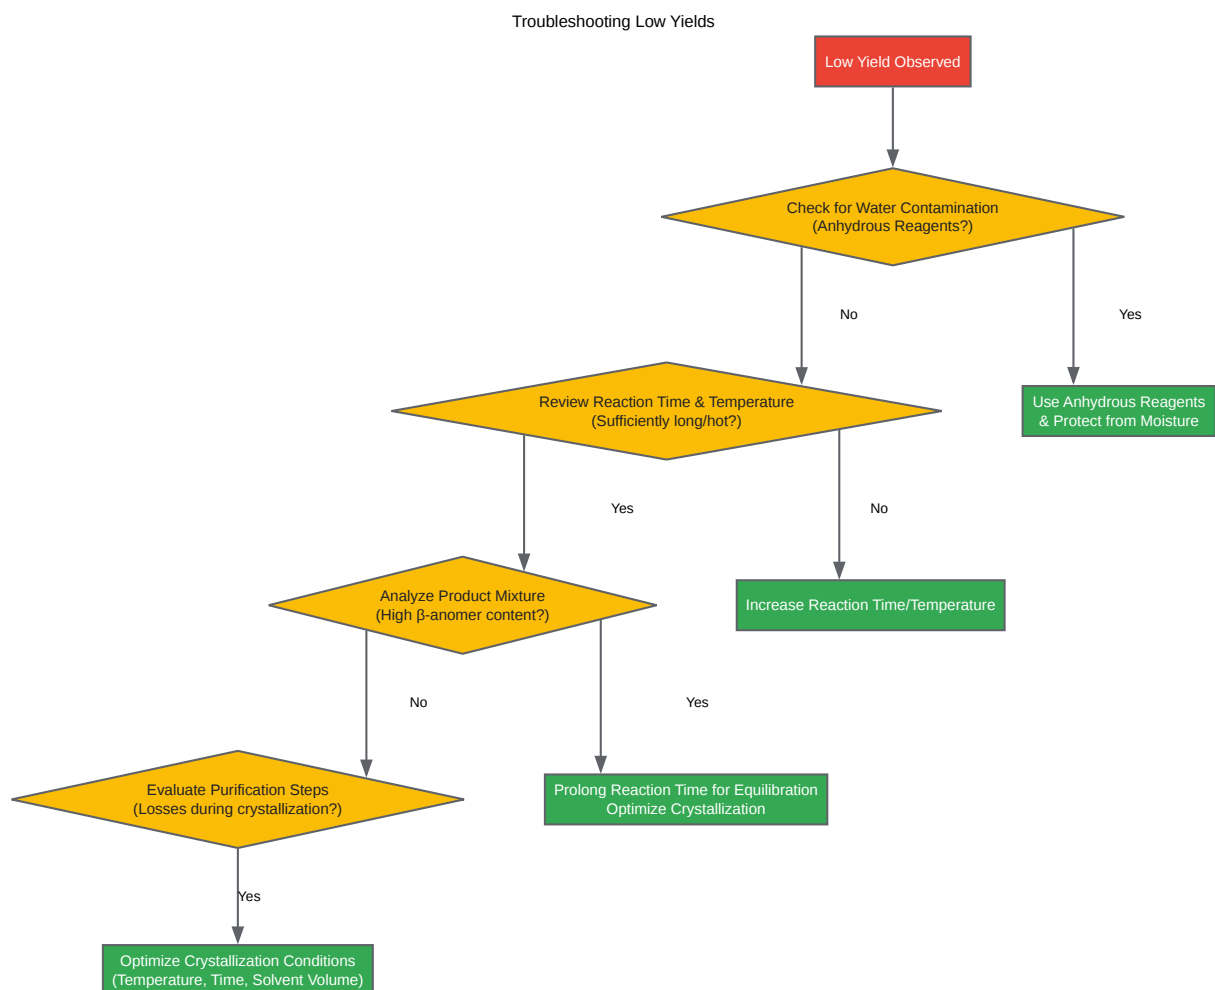 Troubleshooting Low Yields
Low Yield Observed
Check for Water Contamination
(Anhydrous Reagents?)
No
Yes
Review Reaction Time & Temperature
(Sufficiently long/hot?)
Use Anhydrous Reagents
& Protect from Moisture
Yes
No
Analyze Product Mixture
(High β-anomer content?)
Increase Reaction Time/Temperature
No
Yes
Evaluate Purification Steps
(Losses during crystallization?)
Prolong Reaction Time for Equilibration
Optimize Crystallization
Yes
Optimize Crystallization Conditions
(Temperature, Time, Solvent Volume)